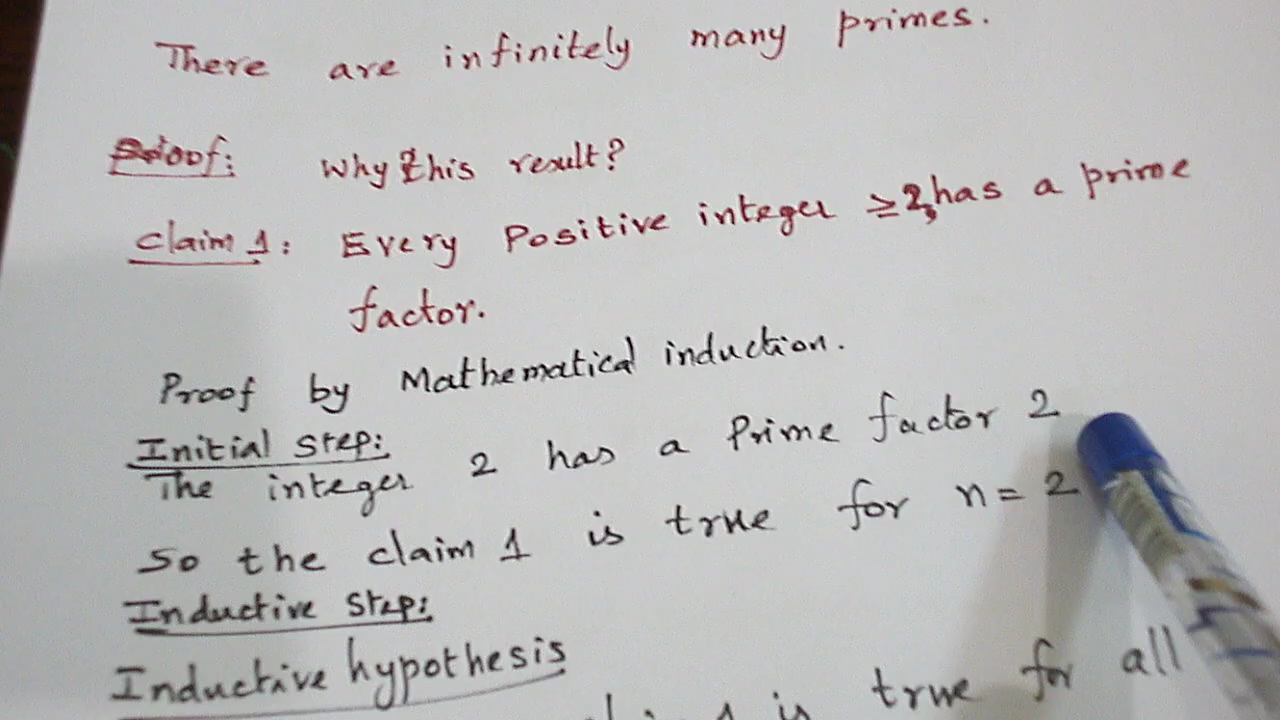 There are infinitely many primes.
Proof: Why this result?
Claim 1: Every Positive integer ≥2, has a prime
factor.
Proof by Mathematical induction.
Initial Step:
The integer 2 has a Prime factor 2
So the claim 1 is true for n = 2
Inductive Step:
Inductive hypothesis
is true for all